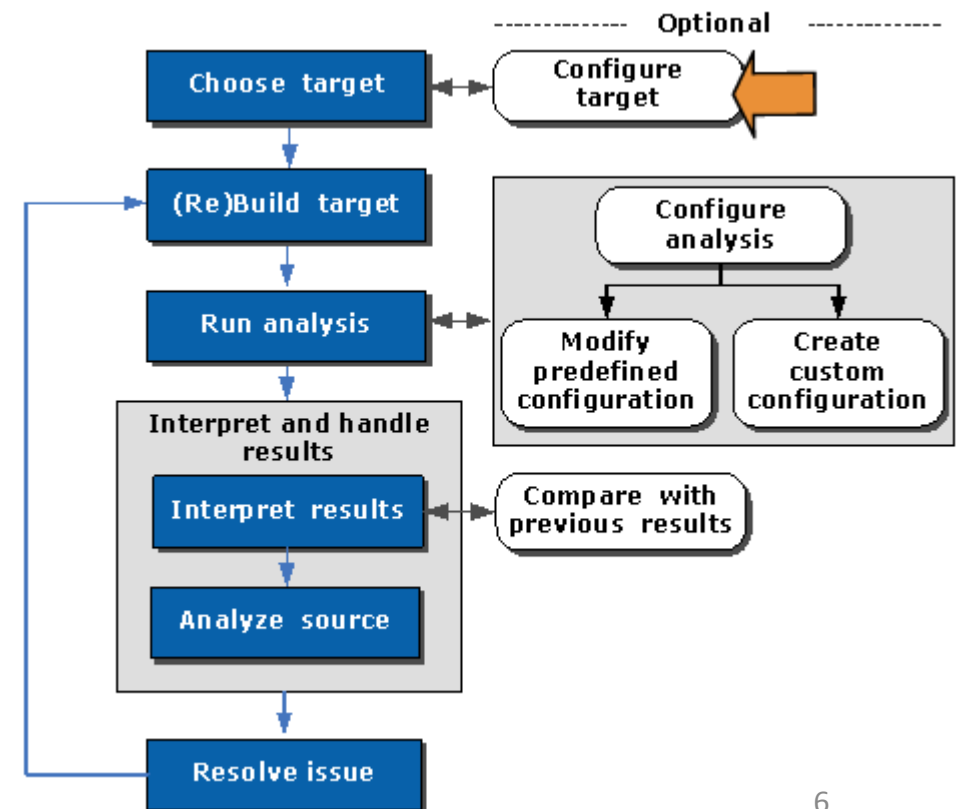 Optional
Choose target
Configure
target
(Re)Build target
Configure
analysis
Run analysis
Modify
predefined
configuration
Create
custom
configuration
Interpret and handle
results
Interpret results
Compare with
previous results
Analyze source
Resolve issue
6